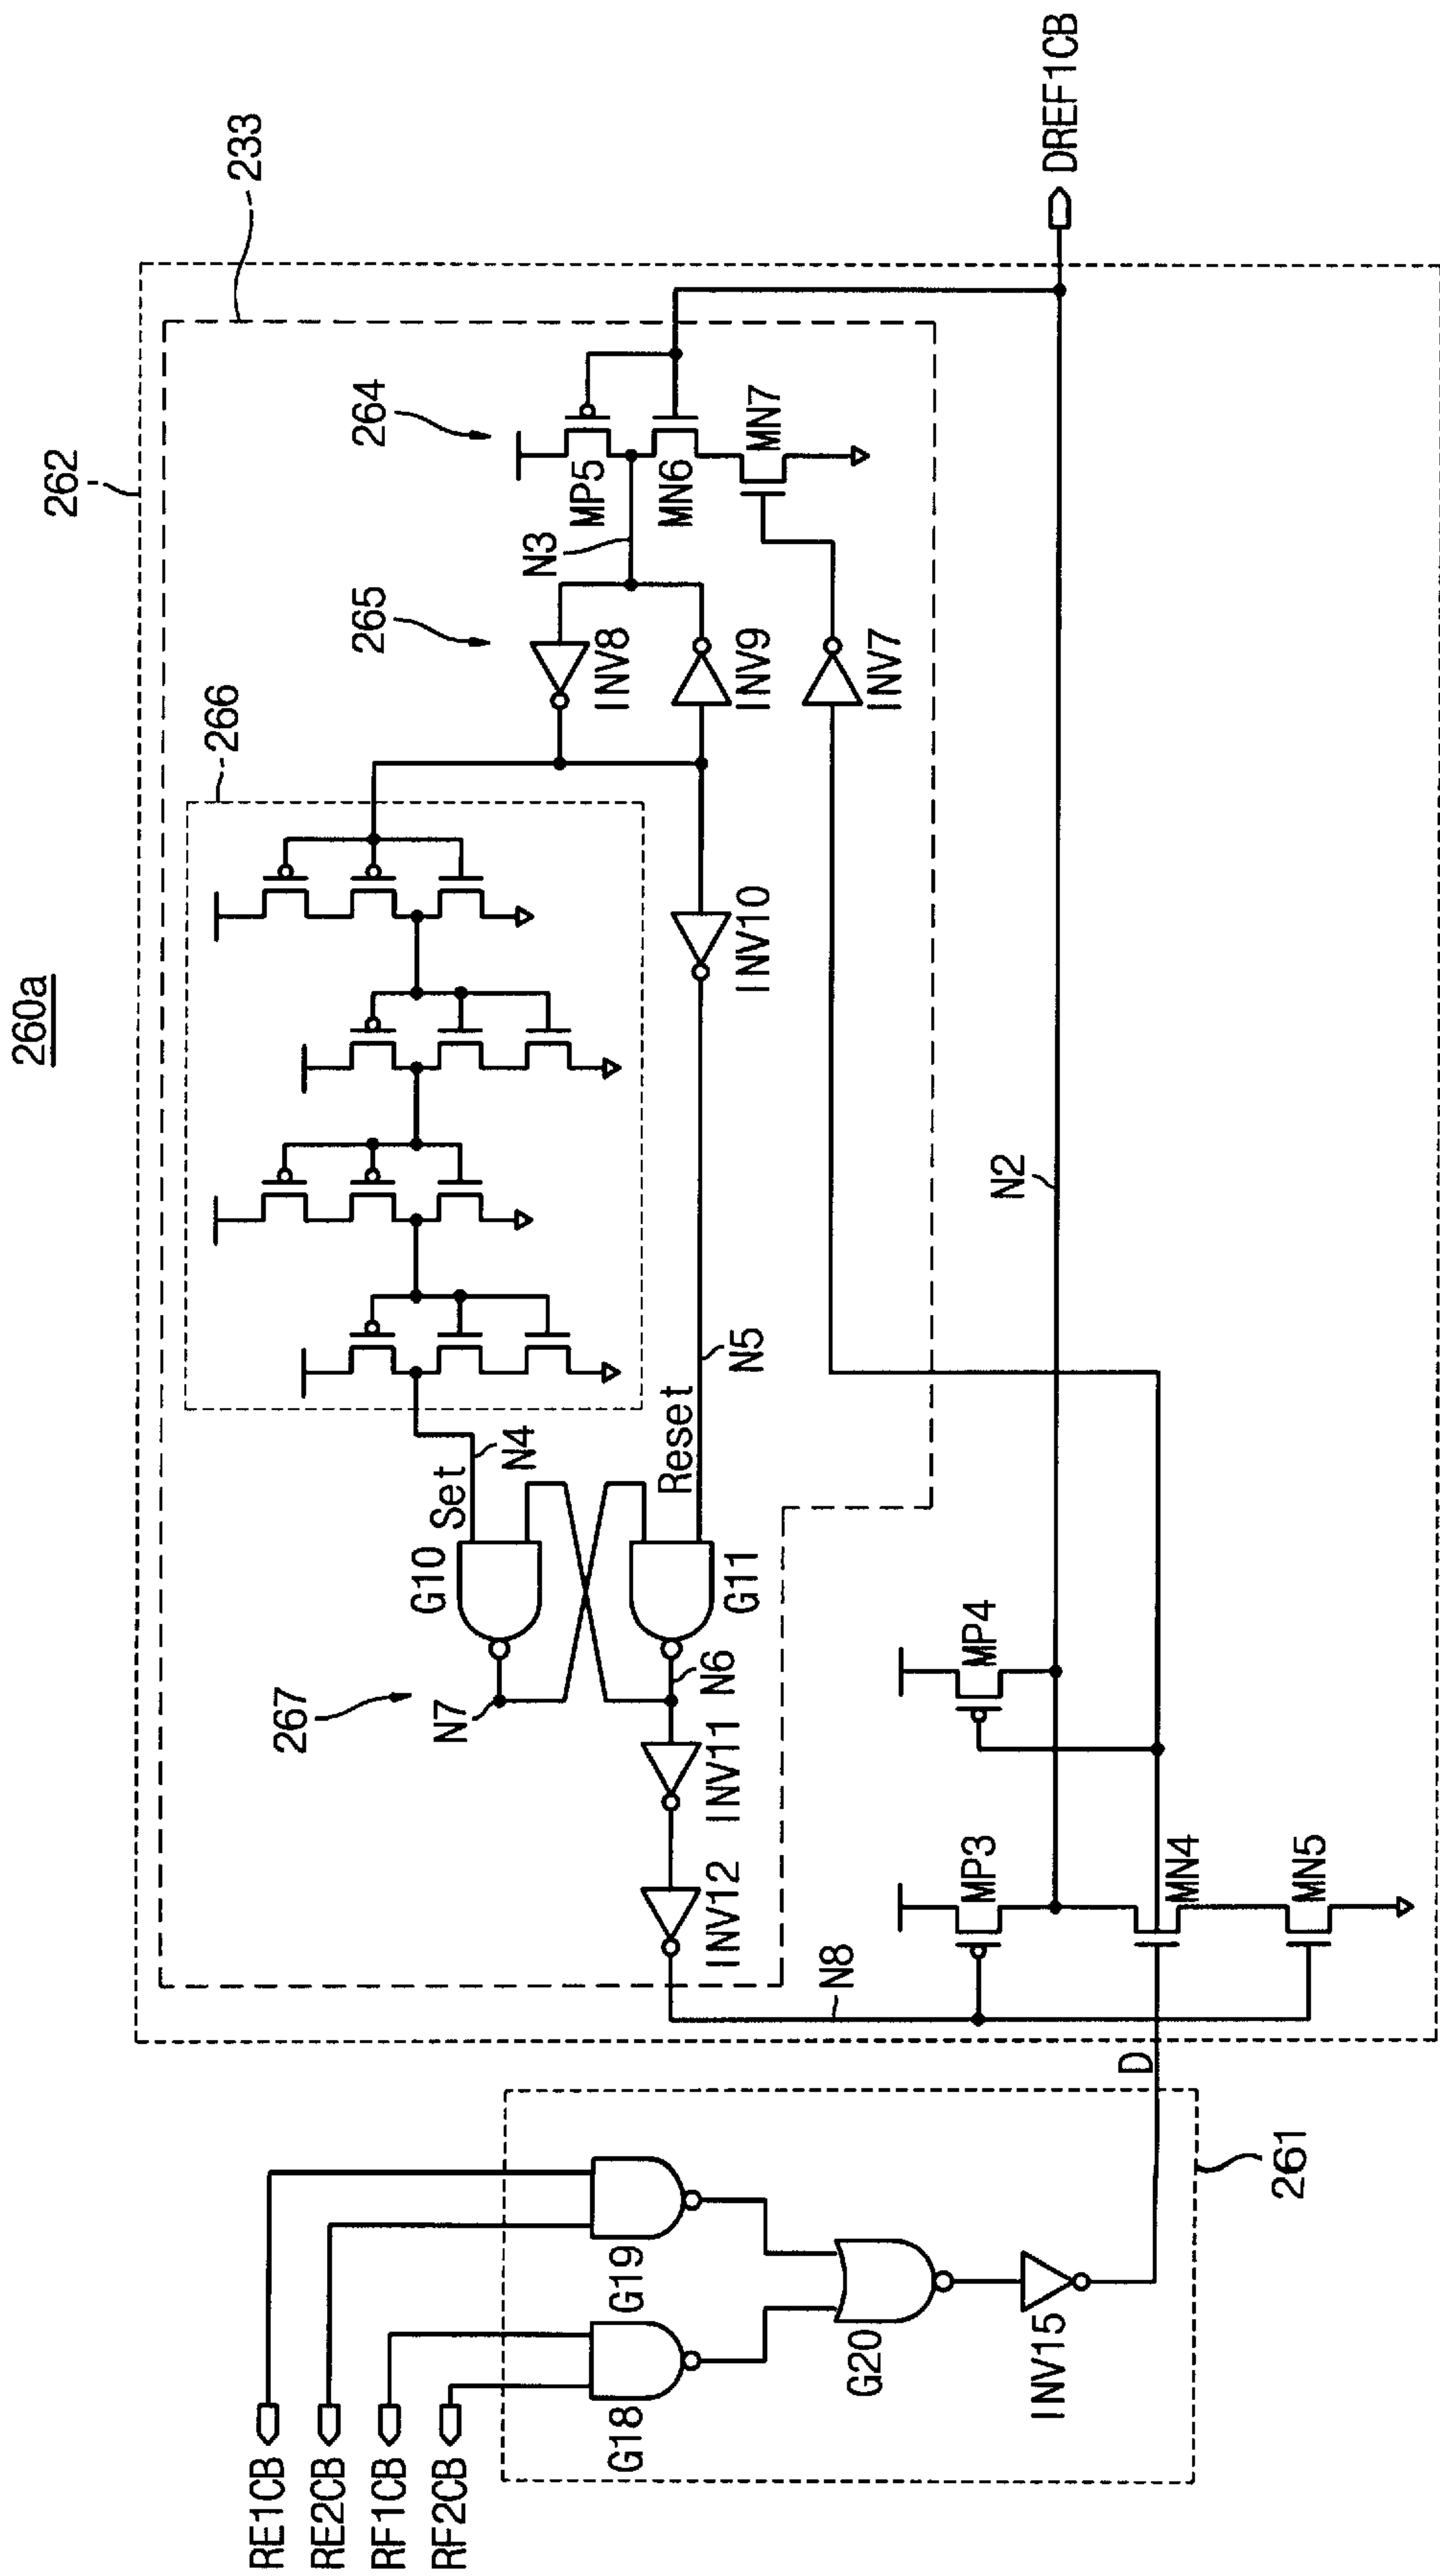 260a
262
233
266
265
264
267
Set
N4
G10
N7
Reset
N5
G11
N6
INV11
INV12
INV10
INV8
INV9
INV7
N3
MP5
MN6
MN7
N8
MP3
MP4
MN4
MN5
N2
DREF1CB
D
261
RE1CB
RE2CB
RF1CB
RF2CB
G19
G18
G20
INV15